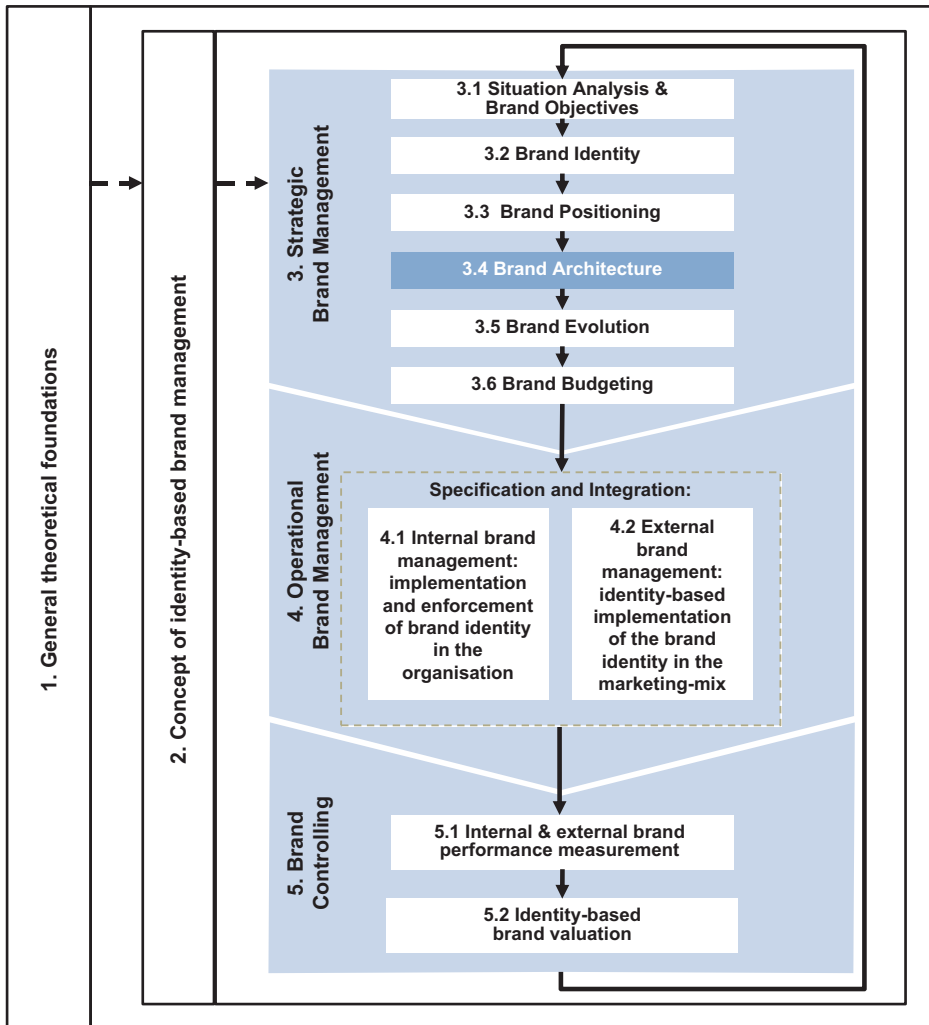 1. General theoretical foundations
2. Concept of identity-based brand management
3. Strategic
Brand Management
3.1 Situation Analysis &
Brand Objectives
3.2 Brand Identity
3.3 Brand Positioning
3.4 Brand Architecture
3.5 Brand Evolution
3.6 Brand Budgeting
4. Operational
Brand Management
Specification and Integration:
4.1 Internal brand
management:
implementation
and enforcement
of brand identity
in the
organisation
4.2 External
brand
management:
identity-based
implementation
of the brand
identity in the
marketing-mix
5. Brand
Controlling
5.1 Internal & external brand
performance measurement
5.2 Identity-based
brand valuation